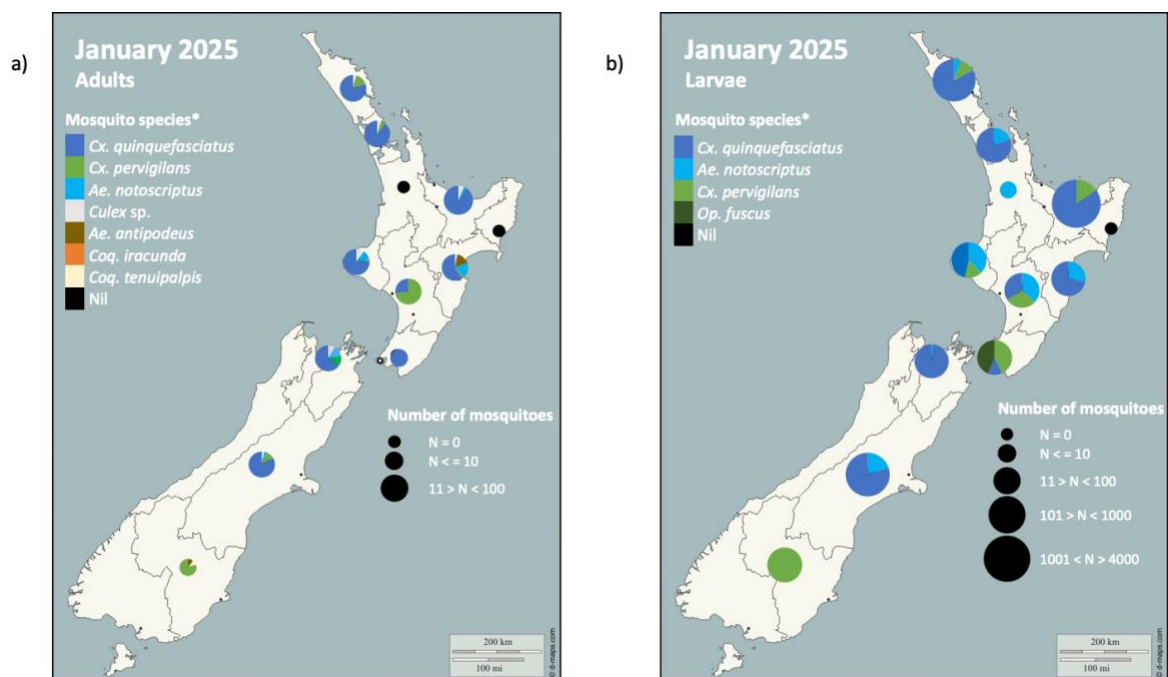 a)
January 2025
Adults
Mosquito species*
Cx. quinquefasciatus
Cx. pervigilans
Ae. notoscriptus
Culex sp.
Ae. antipodeus
Coq. iracunda
Coq. tenuipalpis
Nil
Number of mosquitoes
N = 0
N < = 10
11 > N < 100
200 km
100 mi
© d-maps.com
b)
January 2025
Larvae
Mosquito species*
Cx. quinquefasciatus
Ae. notoscriptus
Cx. pervigilans
Op. fuscus
Nil
Number of mosquitoes
N = 0
N < = 10
11 > N < 100
101 > N < 1000
1001 < N > 4000
200 km
100 mi
© d-maps.com